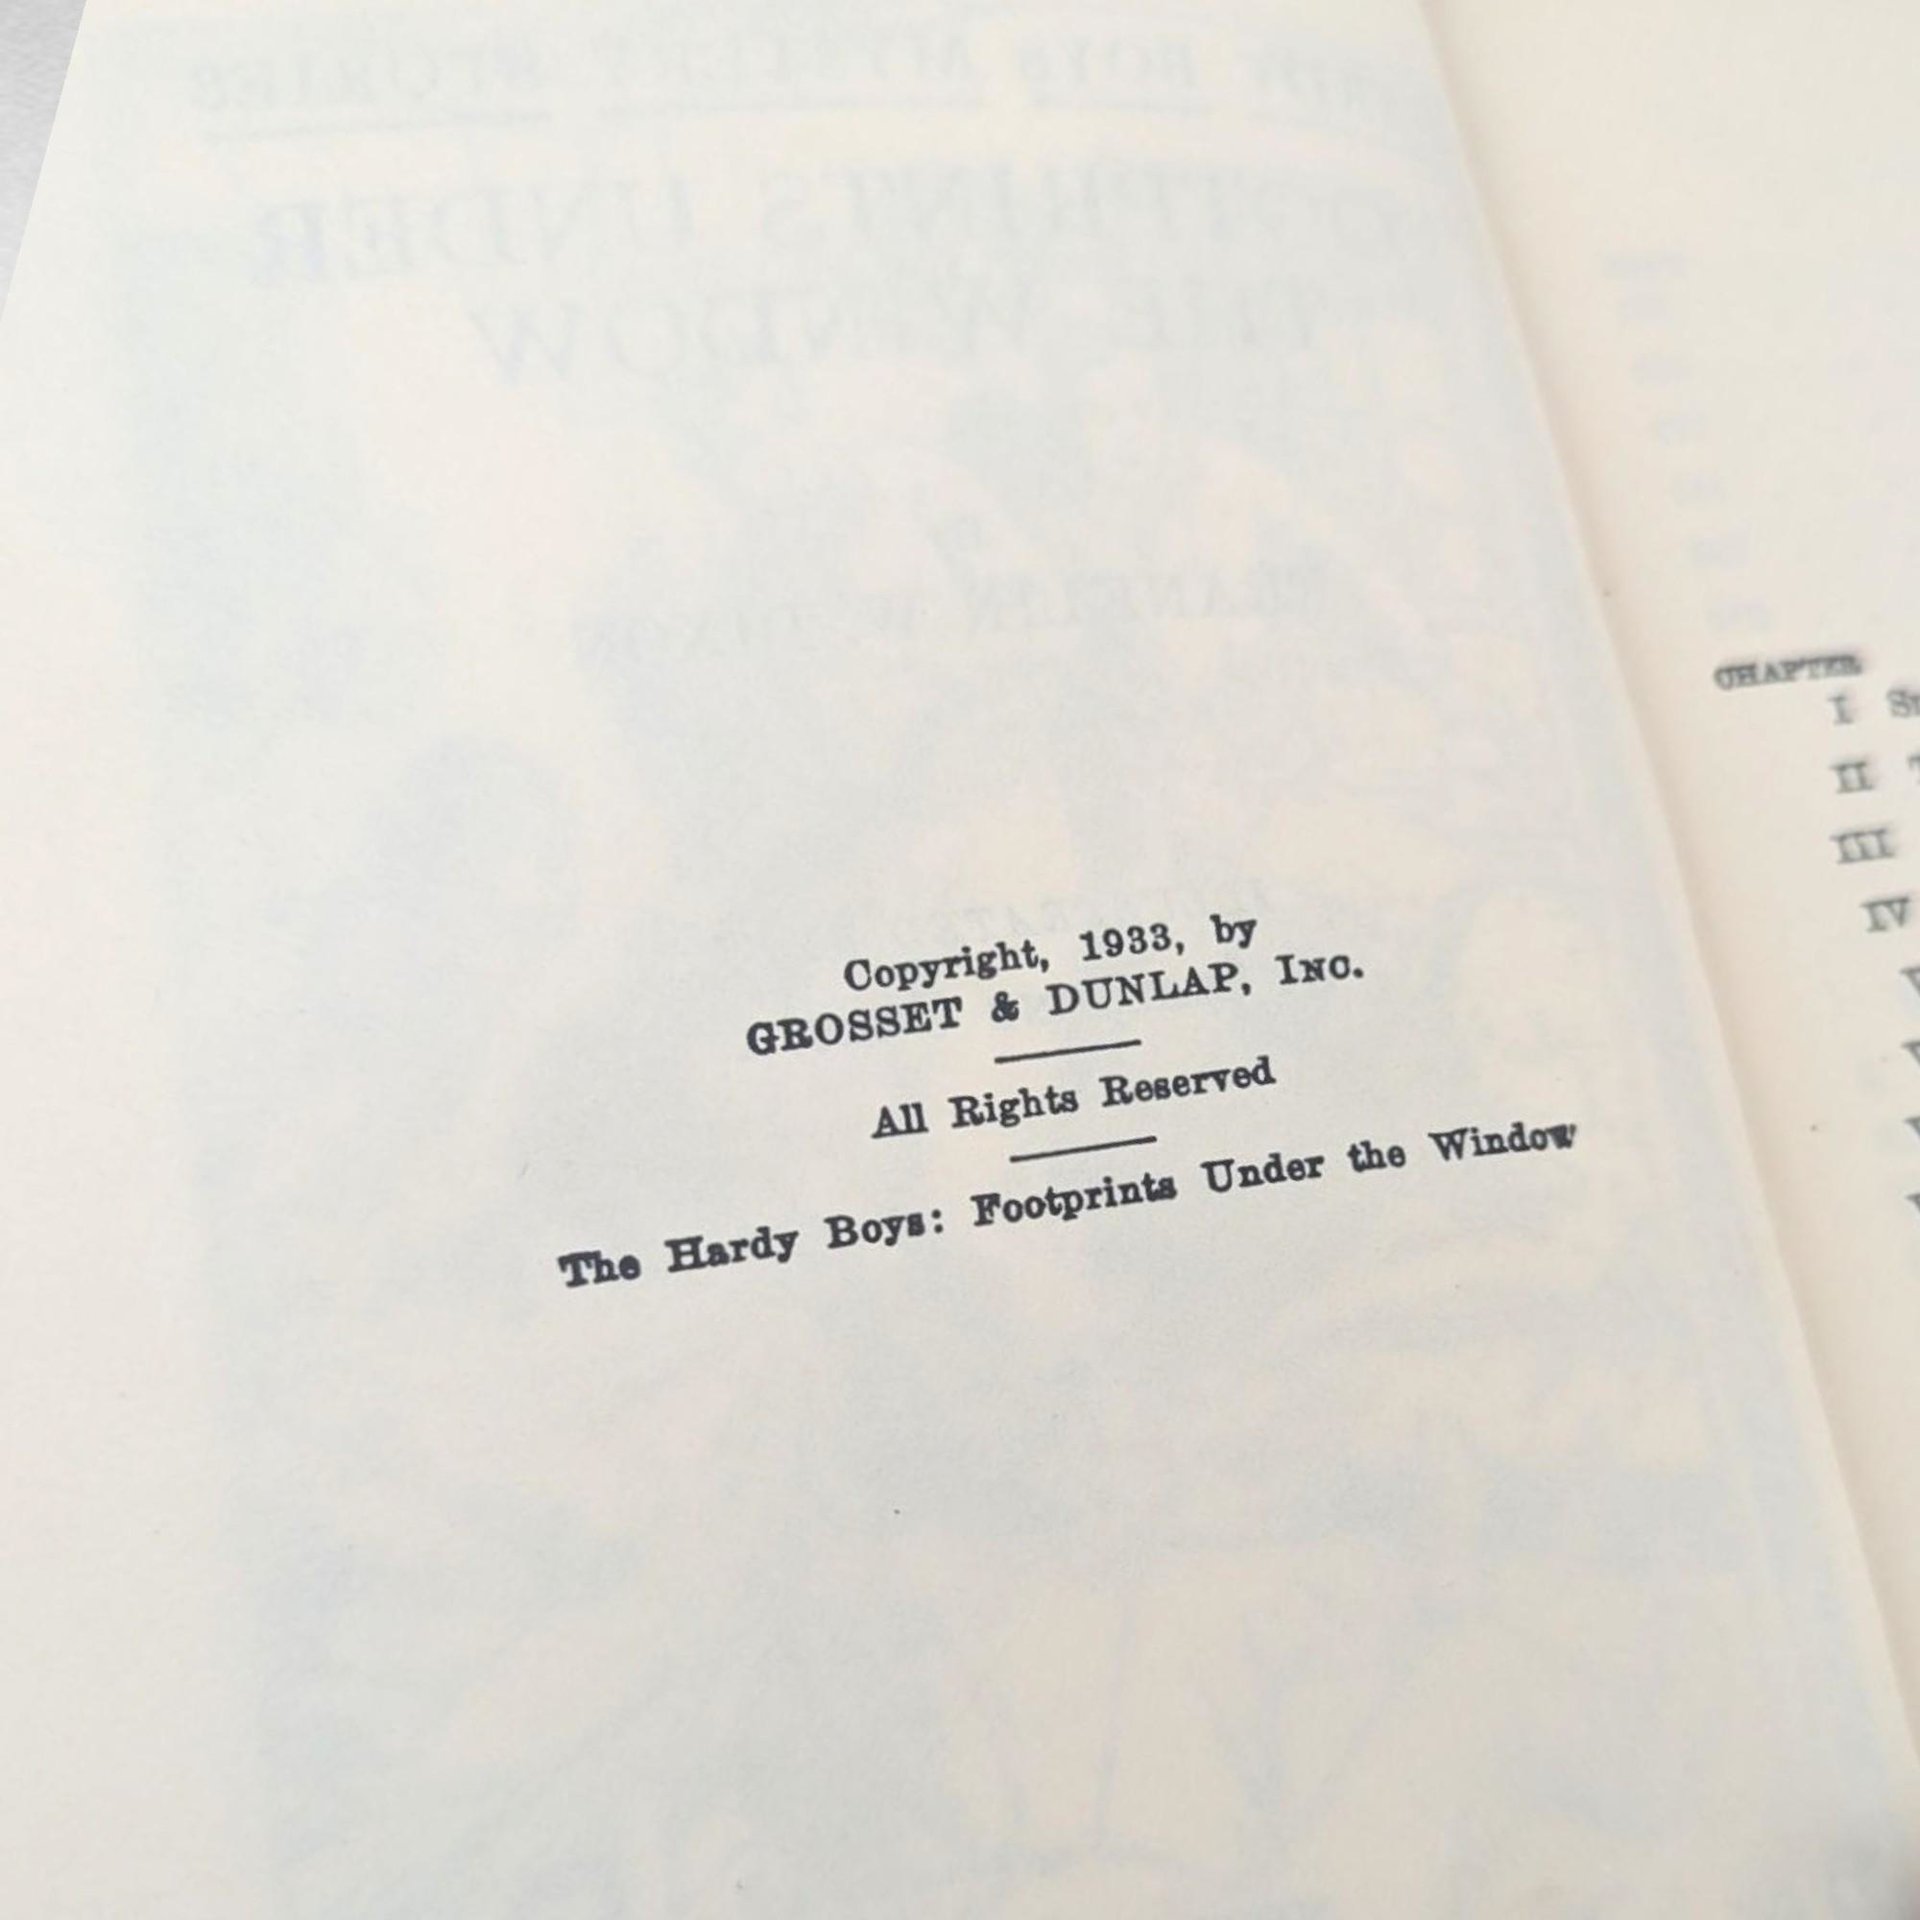 Copyright, 1933, by
GROSSET & DUNLAP, INC.
All Rights Reserved
The Hardy Boys: Footprints Under the Window
CHAPTER
I
II
III
IV